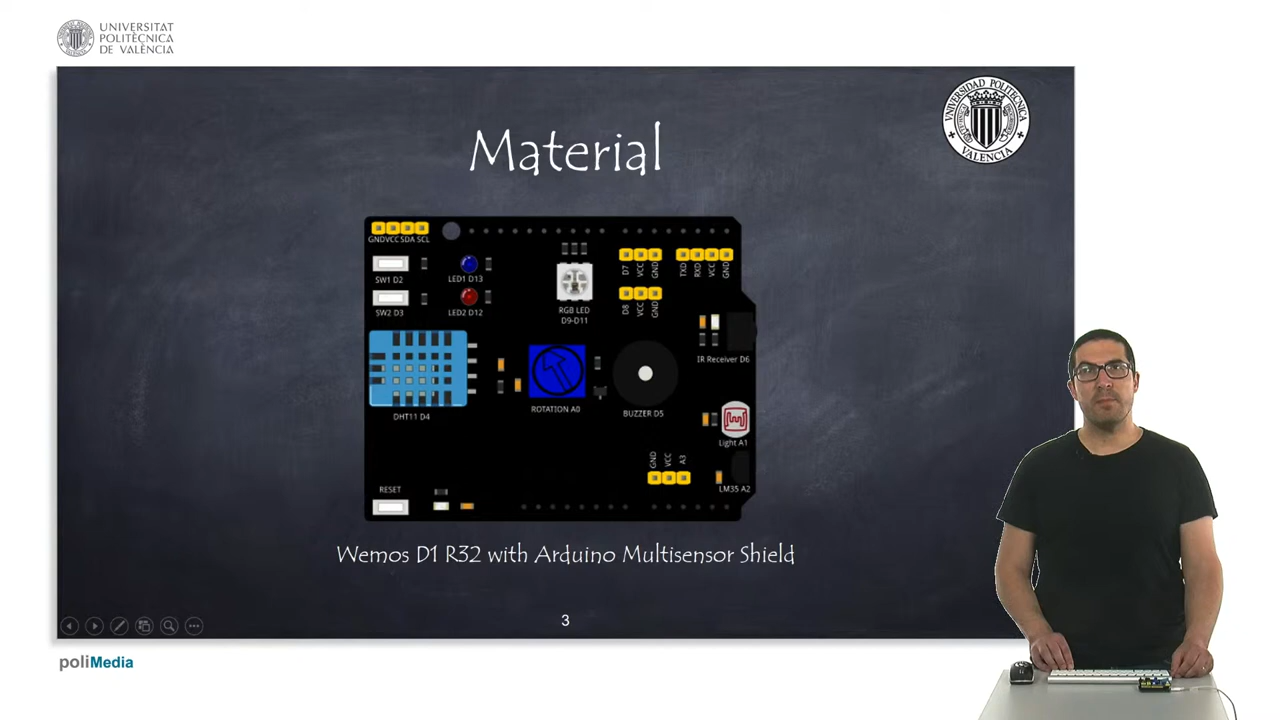 UNIVERSITAT
POLITÈCNICA
DE VALÈNCIA
UNIVERSIDAD POLITECNICA
VALENCIA
Material
GND VCC SDA SCL
SW1 D2
SW2 D3
LED1 D13
LED2 D12
RGB LED
D9-D11
D7 VCC GND
TXD RXD VCC GND
D8 VCC GND
IR Receiver D6
DHT11 D4
ROTATION A0
BUZZER D5
Light A1
GND VCC A3
LM35 A2
RESET
Wemos D1 R32 with Arduino Multisensor Shield
3
poliMedia